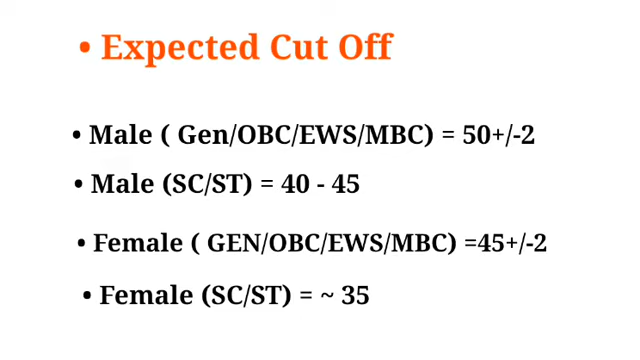 • Expected Cut Off
• Male ( Gen/OBC/EWS/MBC) = 50+/-2
• Male (SC/ST) = 40 - 45
• Female ( GEN/OBC/EWS/MBC) =45+/-2
• Female (SC/ST) = ~ 35